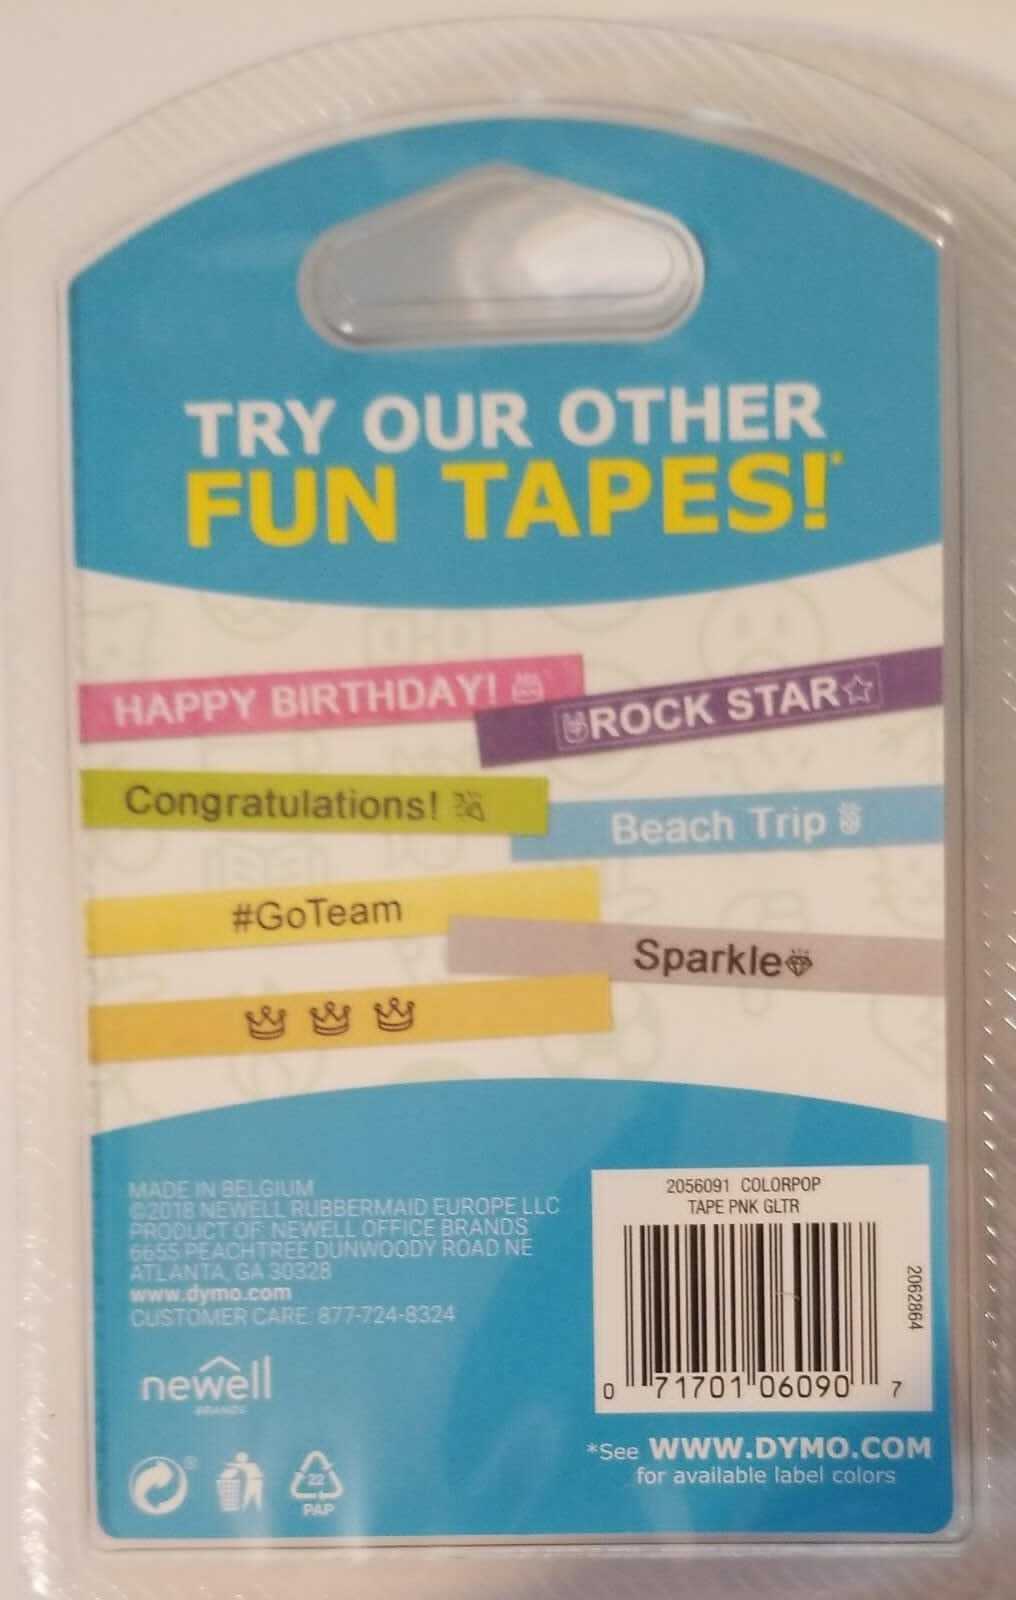 TRY OUR OTHER
FUN TAPES!*
HAPPY BIRTHDAY!
ROCK STAR
Congratulations!
Beach Trip
#GoTeam
Sparkle
MADE IN BELGIUM
©2018 NEWELL RUBBERMAID EUROPE LLC
PRODUCT OF: NEWELL OFFICE BRANDS
6655 PEACHTREE DUNWOODY ROAD NE
ATLANTA, GA 30328
www.dymo.com
CUSTOMER CARE: 877-724-8324
newell
BRANDS
22
PAP
2056091 COLORPOP
TAPE PNK GLTR
2062864
0 71701 06090 7
*See WWW.DYMO.COM
for available label colors